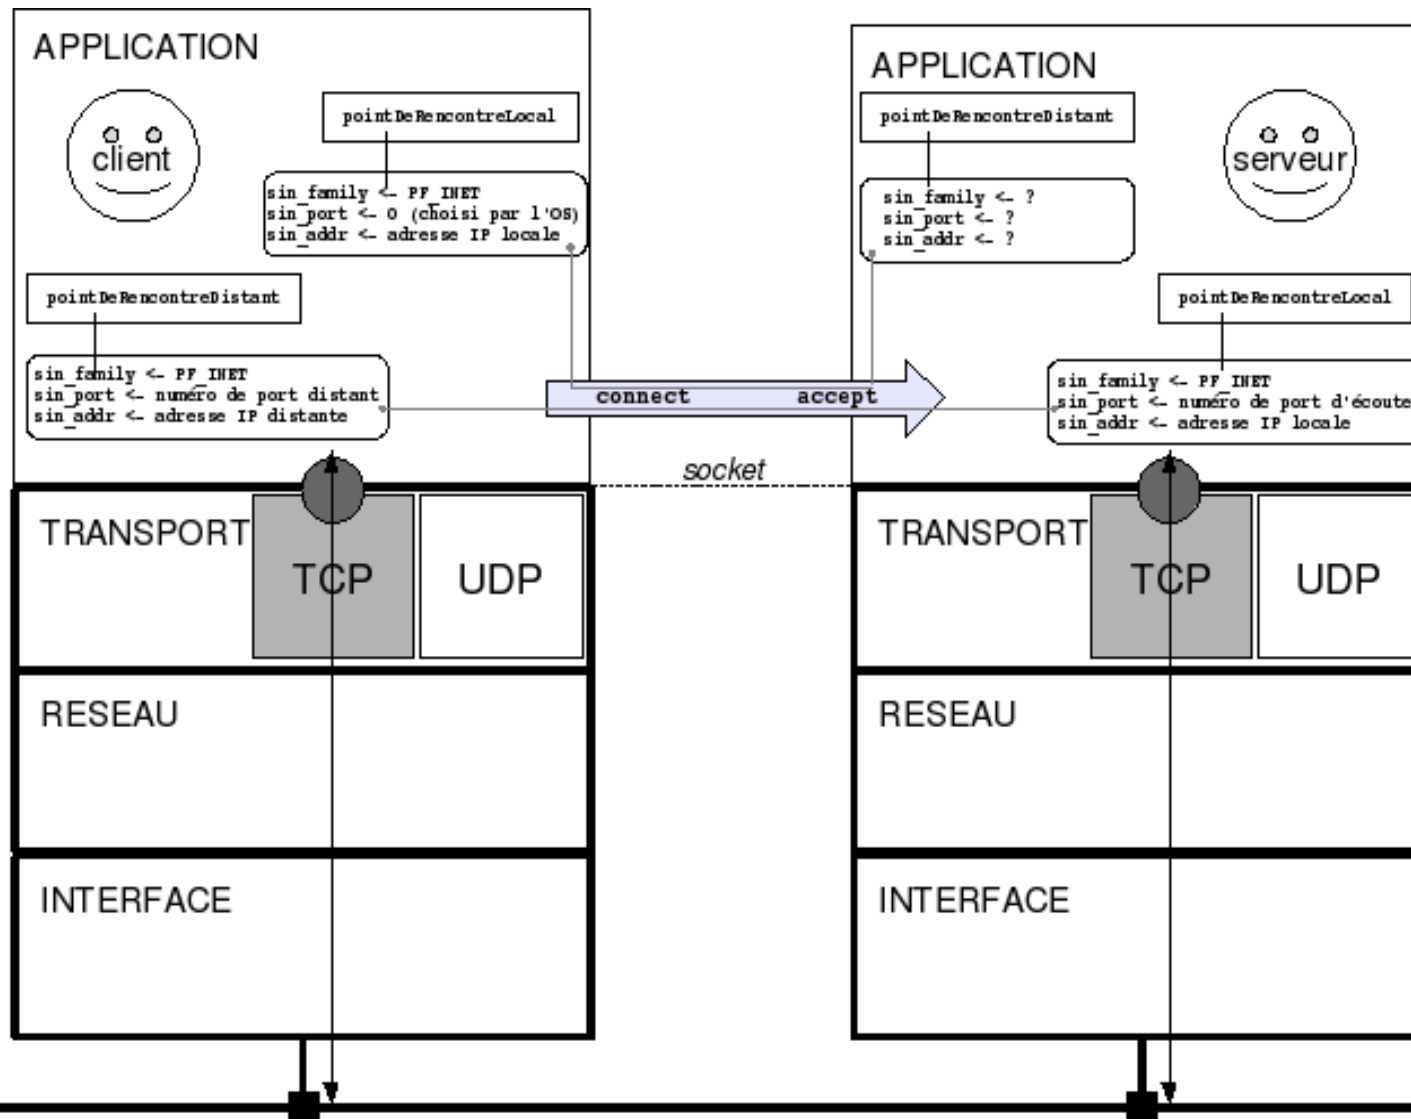 APPLICATION
client
pointDeRencontreLocal
sin_family <- PF_INET
sin_port <- 0 (choisi par l'OS)
sin_addr <- adresse IP locale
pointDeRencontreDistant
sin_family <- PF_INET
sin_port <- numéro de port distant
sin_addr <- adresse IP distante
connect accept
socket
APPLICATION
serveur
pointDeRencontreDistant
sin_family <- ?
sin_port <- ?
sin_addr <- ?
pointDeRencontreLocal
sin_family <- PF_INET
sin_port <- numéro de port d'écoute
sin_addr <- adresse IP locale
TRANSPORT
TCP
UDP
RESEAU
INTERFACE
TRANSPORT
TCP
UDP
RESEAU
INTERFACE